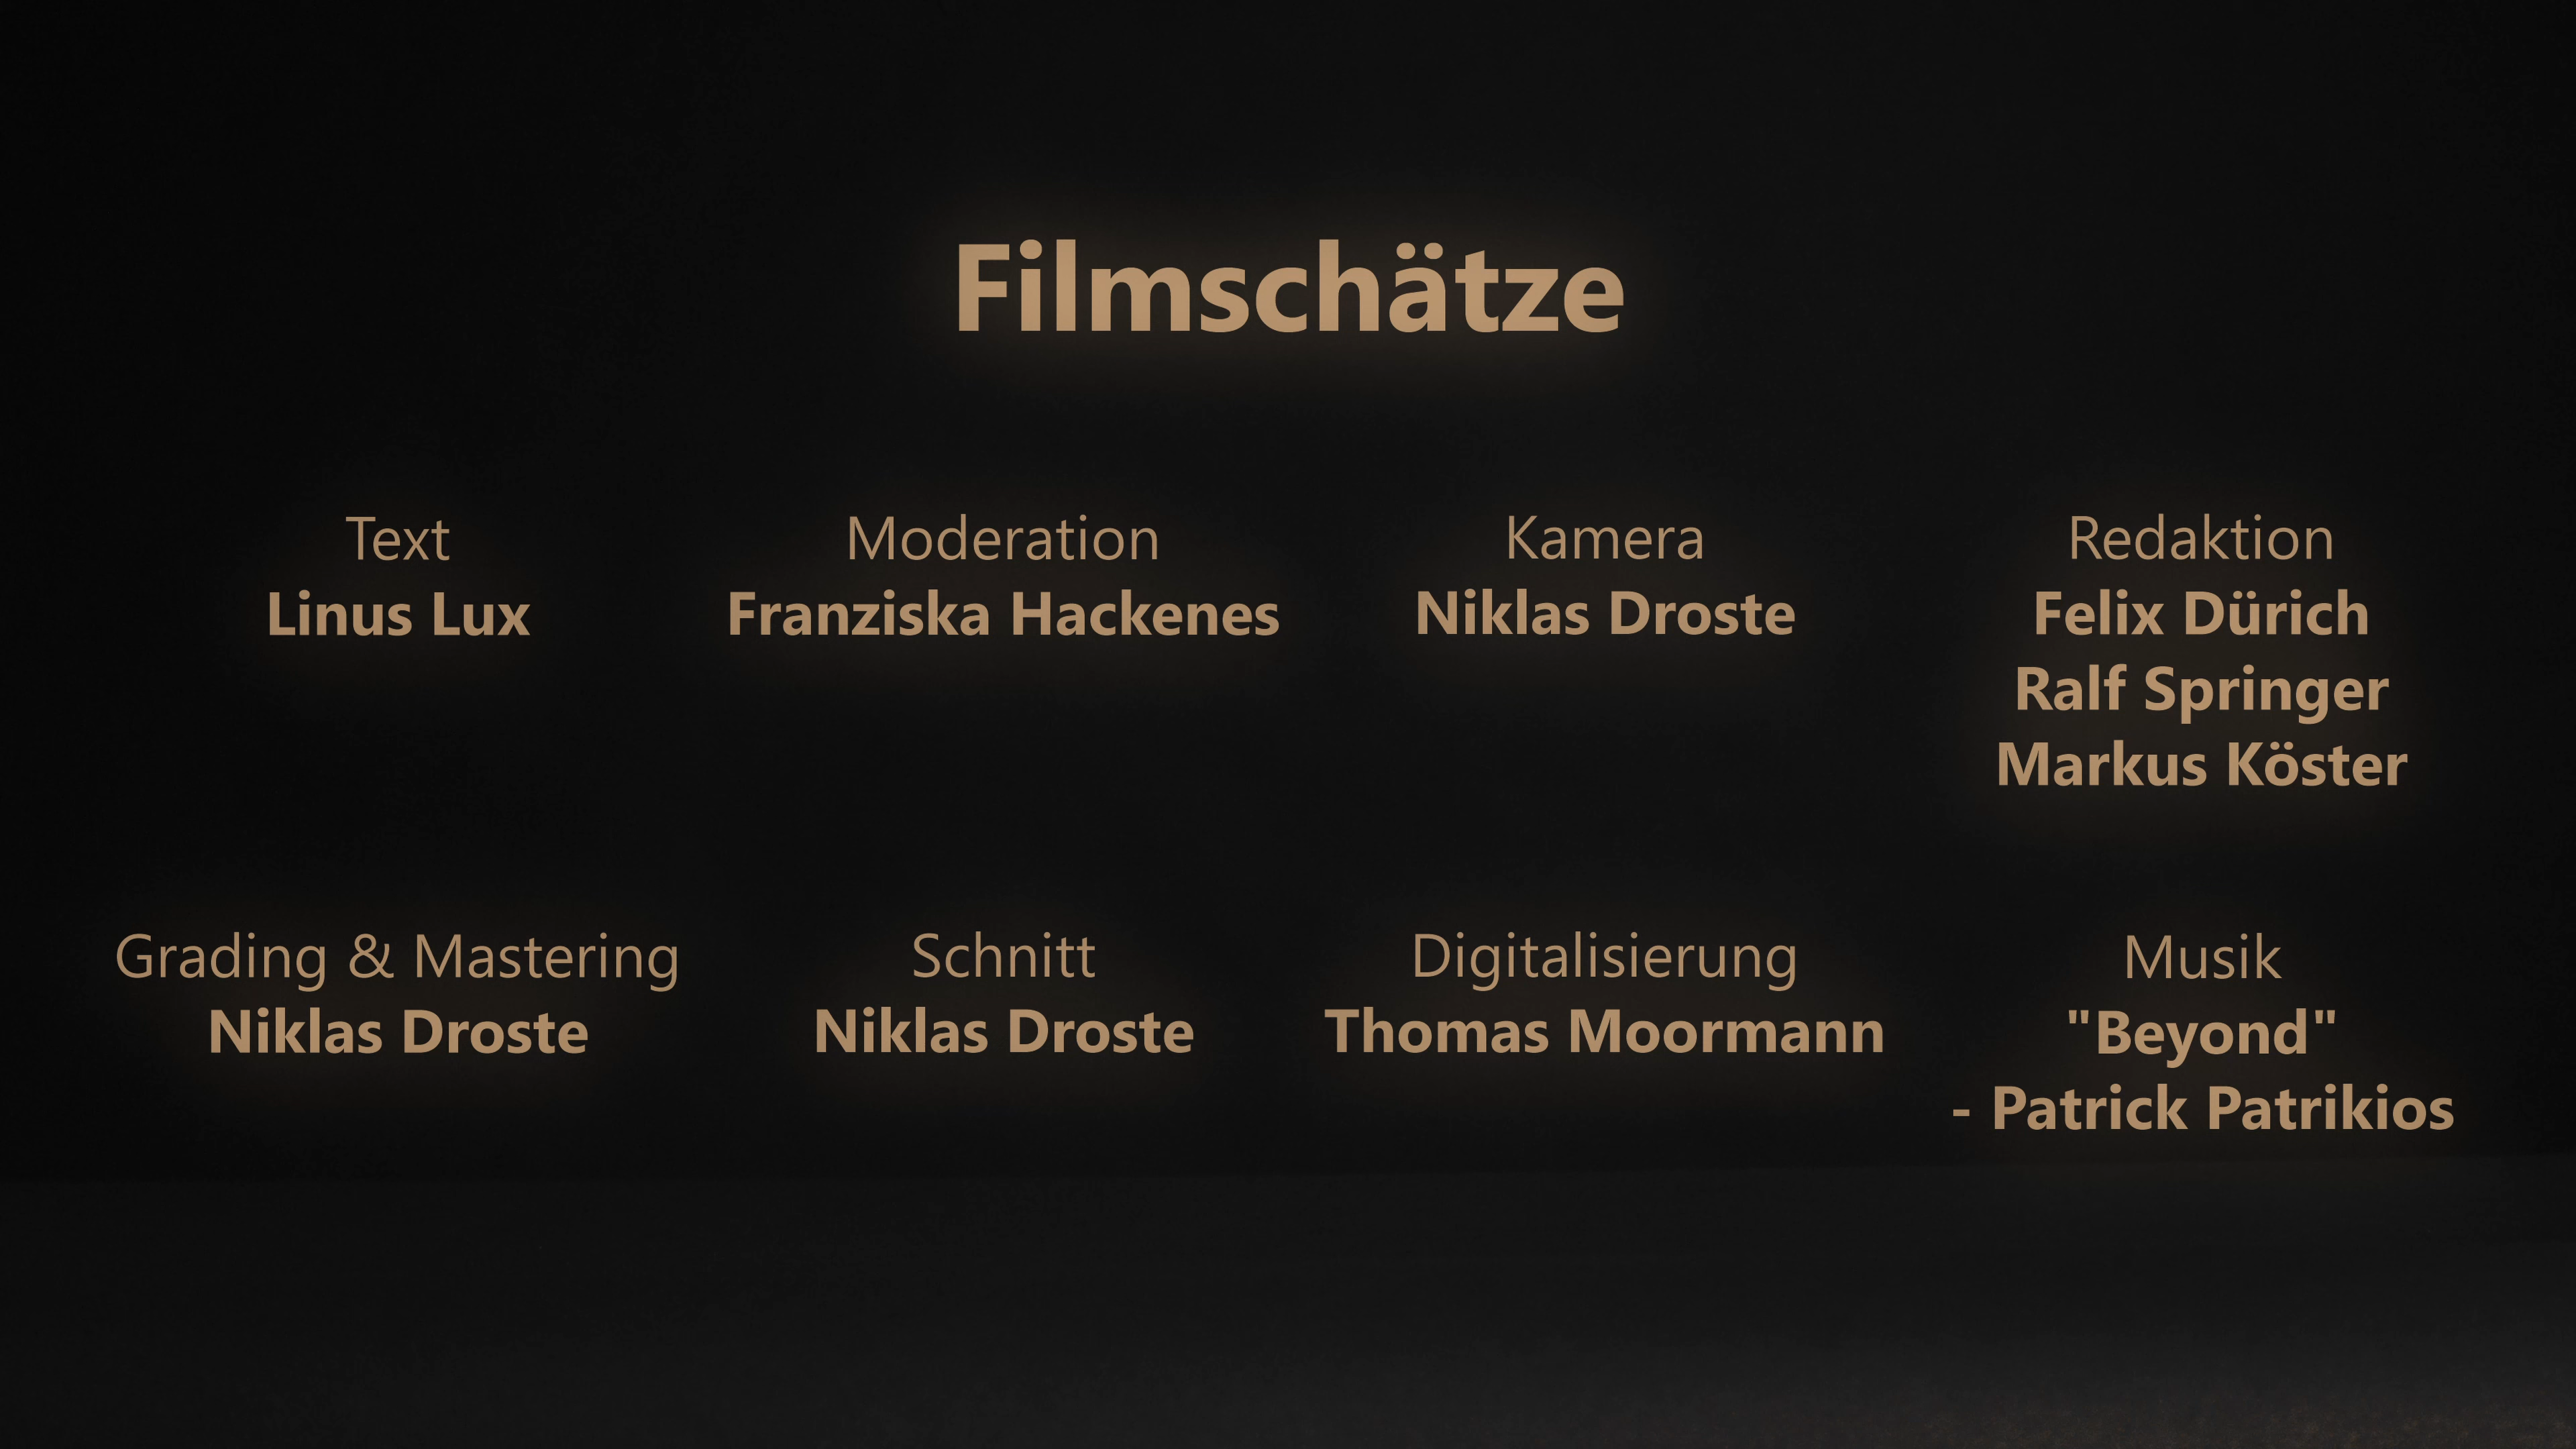 Filmschätze
Text
Linus Lux
Moderation
Franziska Hackenes
Kamera
Niklas Droste
Redaktion
Felix Dürich
Ralf Springer
Markus Köster
Grading & Mastering
Niklas Droste
Schnitt
Niklas Droste
Digitalisierung
Thomas Moormann
Musik
"Beyond"
- Patrick Patrikios